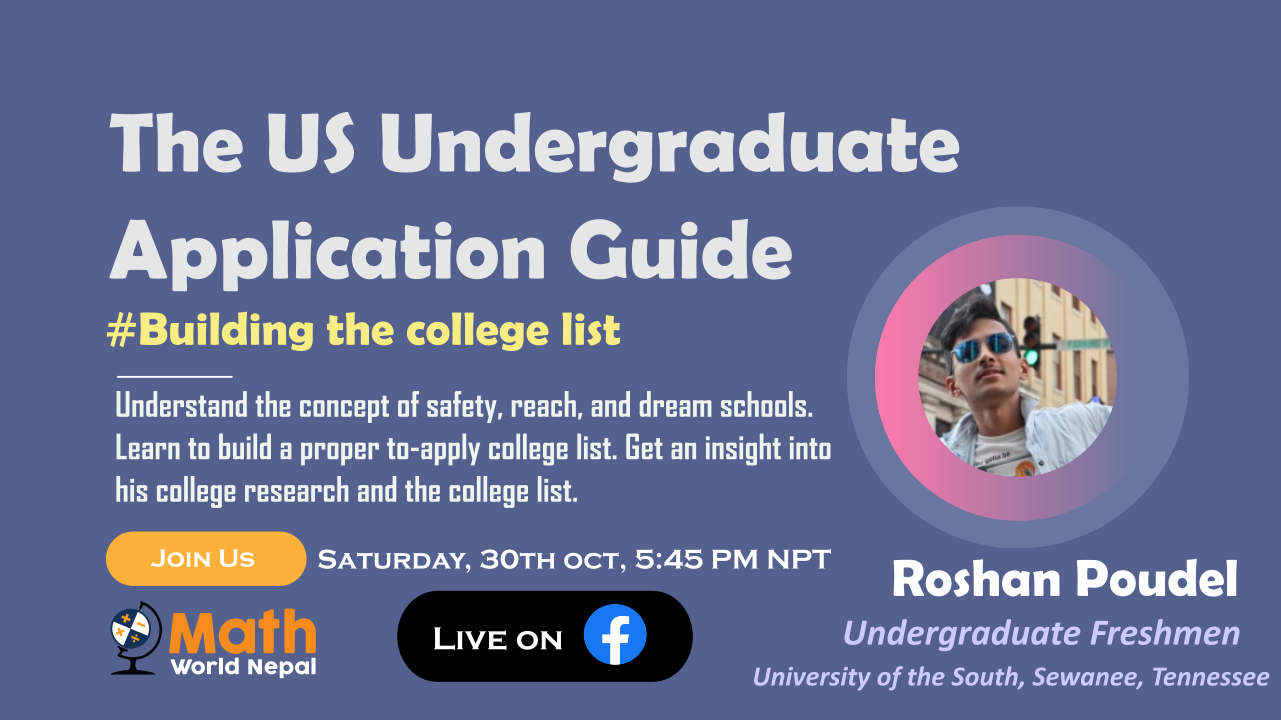 The US Undergraduate
Application Guide
#Building the college list
Understand the concept of safety, reach, and dream schools.
Learn to build a proper to-apply college list. Get an insight into
his college research and the college list.
Join Us
Saturday, 30th oct, 5:45 PM NPT
Math
World Nepal
Live on
gotta be
Roshan Poudel
Undergraduate Freshmen
University of the South, Sewanee, Tennessee